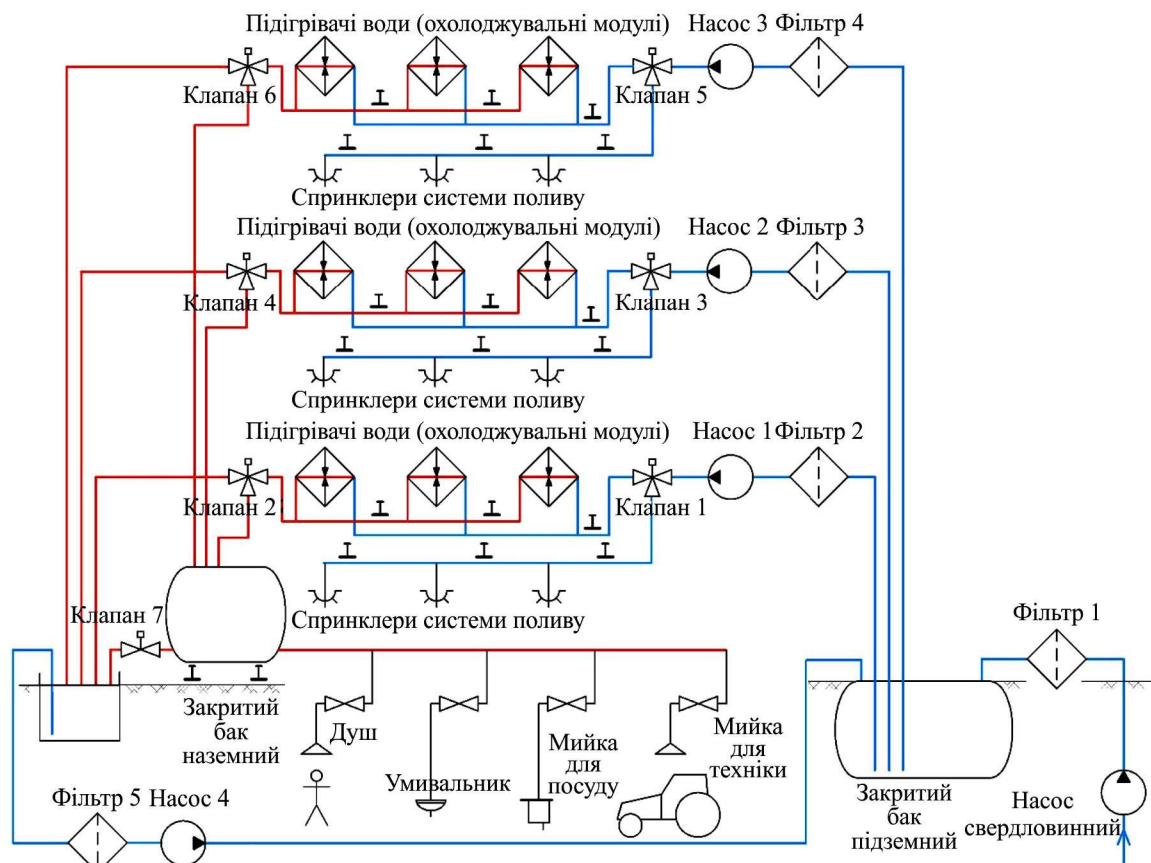 Підігрівачі води (охолоджувальні модулі)
Насос 3
Фільтр 4
Клапан 6
Клапан 5
Спринклери системи поливу
Підігрівачі води (охолоджувальні модулі)
Насос 2
Фільтр 3
Клапан 4
Клапан 3
Спринклери системи поливу
Підігрівачі води (охолоджувальні модулі)
Насос 1
Фільтр 2
Клапан 2
Клапан 1
Спринклери системи поливу
Клапан 7
Фільтр 1
Закритий
бак
наземний
Душ
Умивальник
Мийка
для
посуду
Мийка
для
техніки
Закритий
бак
підземний
Насос
свердловинний
Фільтр 5
Насос 4